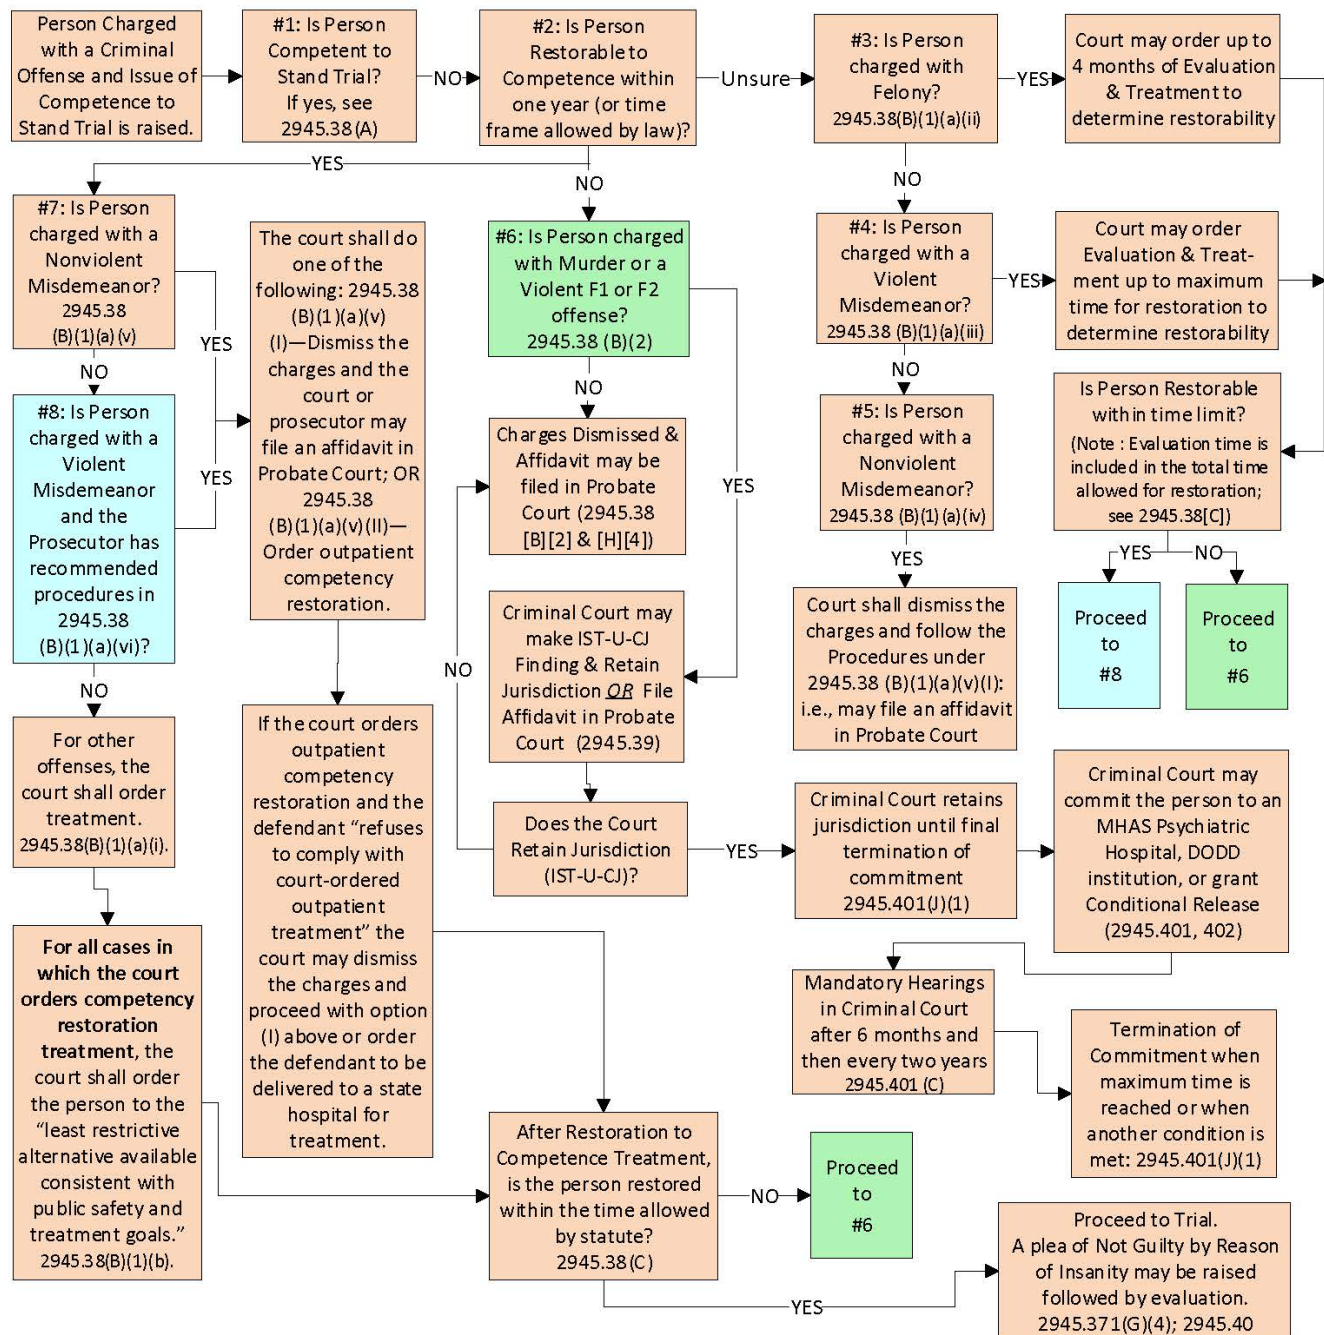 Person Charged
with a Criminal
Offense and Issue of
Competence to
Stand Trial is raised.
#1: Is Person
Competent to
Stand Trial?
If yes, see
2945.38(A)
NO
#2: Is Person
Restorable to
Competence within
one year (or time
frame allowed by law)?
Unsure
#3: Is Person
charged with
Felony?
2945.38(B)(1)(a)(ii)
YES
Court may order up to
4 months of Evaluation
& Treatment to
determine restorability
YES
NO
NO
#7: Is Person
charged with a
Nonviolent
Misdemeanor?
2945.38
(B)(1)(a)(v)
YES
NO
The court shall do
one of the
following: 2945.38
(B)(1)(a)(v)
(I)—Dismiss the
charges and the
court or
prosecutor may
file an affidavit in
Probate Court; OR
2945.38
(B)(1)(a)(v)(II)—
Order outpatient
competency
restoration.
#6: Is Person charged
with Murder or a
Violent F1 or F2
offense?
2945.38 (B)(2)
NO
YES
#4: Is Person
charged with a
Violent
Misdemeanor?
2945.38 (B)(1)(a)(iii)
YES
NO
Court may order
Evaluation & Treat-
ment up to maximum
time for restoration to
determine restorability
#8: Is Person
charged with a
Violent
Misdemeanor
and the
Prosecutor has
recommended
procedures in
2945.38
(B)(1)(a)(vi)?
YES
NO
Charges Dismissed &
Affidavit may be
filed in Probate
Court (2945.38
[B][2] & [H][4])
#5: Is Person
charged with a
Nonviolent
Misdemeanor?
2945.38 (B)(1)(a)(iv)
YES
Is Person Restorable
within time limit?
(Note : Evaluation time is
included in the total time
allowed for restoration;
see 2945.38[C])
YES
NO
Proceed
to
#8
Proceed
to
#6
Criminal Court may
make IST-U-CJ
Finding & Retain
Jurisdiction OR File
Affidavit in Probate
Court (2945.39)
NO
Court shall dismiss the
charges and follow the
Procedures under
2945.38 (B)(1)(a)(v)(I):
i.e., may file an affidavit
in Probate Court
For other
offenses, the
court shall order
treatment.
2945.38(B)(1)(a)(i).
If the court orders
outpatient
competency
restoration and the
defendant “refuses
to comply with
court-ordered
outpatient
treatment” the
court may dismiss
the charges and
proceed with option
(I) above or order
the defendant to be
delivered to a state
hospital for
treatment.
Does the Court
Retain Jurisdiction
(IST-U-CJ)?
YES
Criminal Court retains
jurisdiction until final
termination of
commitment
2945.401(J)(1)
Criminal Court may
commit the person to an
MHAS Psychiatric
Hospital, DODD
institution, or grant
Conditional Release
(2945.401, 402)
For all cases in
which the court
orders competency
restoration
treatment, the
court shall order
the person to the
“least restrictive
alternative available
consistent with
public safety and
treatment goals.”
2945.38(B)(1)(b).
Mandatory Hearings
in Criminal Court
after 6 months and
then every two years
2945.401 (C)
Termination of
Commitment when
maximum time is
reached or when
another condition is
met: 2945.401(J)(1)
After Restoration to
Competence Treatment,
is the person restored
within the time allowed
by statute?
2945.38(C)
NO
Proceed
to
#6
YES
Proceed to Trial.
A plea of Not Guilty by Reason
of Insanity may be raised
followed by evaluation.
2945.371(G)(4); 2945.40